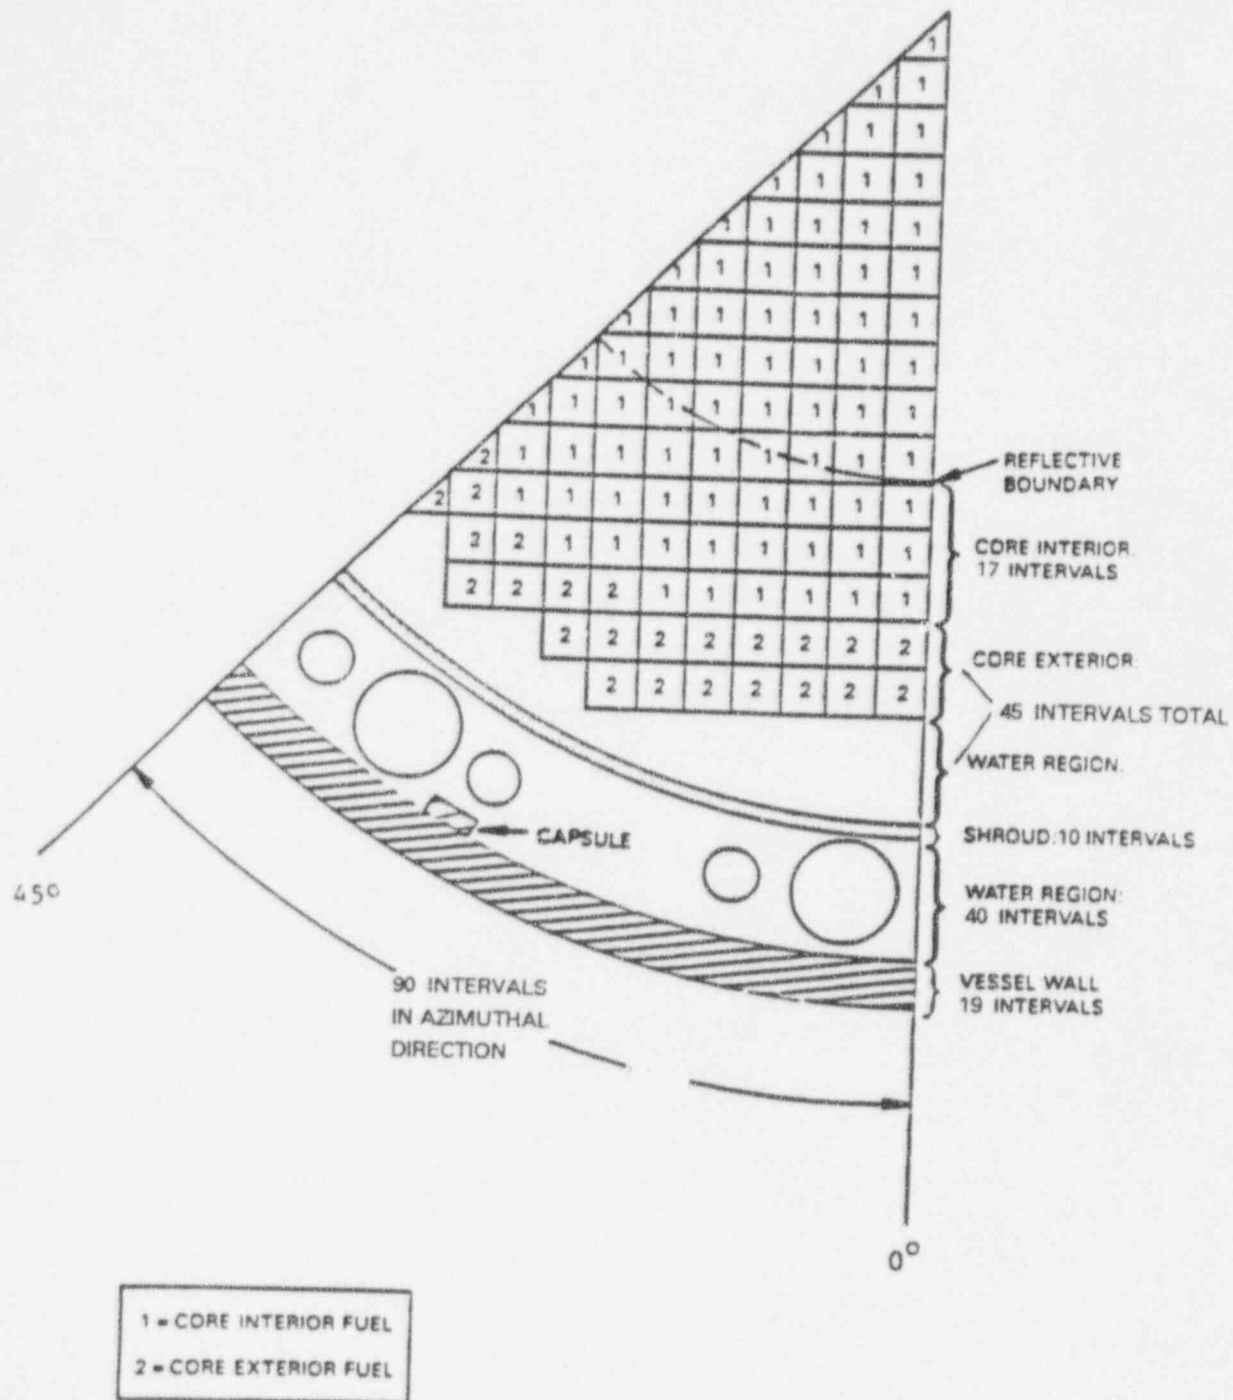 1
1 1
1 1 1
1 1 1 1
1 1 1 1 1
1 1 1 1 1 1
1 1 1 1 1 1 1
1 1 1 1 1 1 1 1
1 1 1 1 1 1 1 1 1
2 1 1 1 1 1 1 1 1 1
REFLECTIVE
BOUNDARY
2 2 1 1 1 1 1 1 1 1 1
2 2 1 1 1 1 1 1 1 1
CORE INTERIOR:
17 INTERVALS
2 2 2 2 1 1 1 1 1 1
2 2 2 2 2 2 2 2
CORE EXTERIOR:
2 2 2 2 2 2 2
45 INTERVALS TOTAL
WATER REGION:
SHROUD: 10 INTERVALS
CAPSULE
WATER REGION:
40 INTERVALS
45°
VESSEL WALL
19 INTERVALS
90 INTERVALS
IN AZIMUTHAL
DIRECTION
0°
1 = CORE INTERIOR FUEL
2 = CORE EXTERIOR FUEL